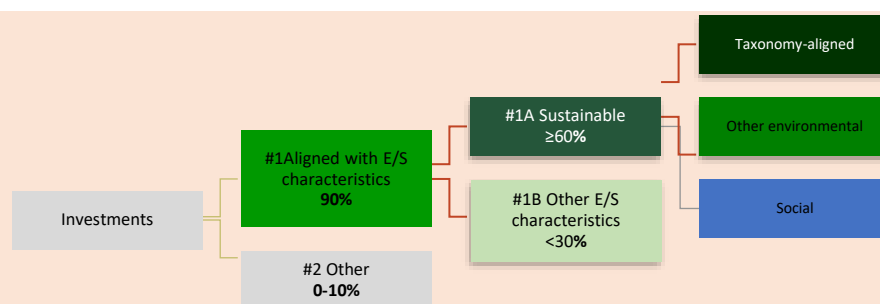 Taxonomy-aligned
#1A Sustainable
≥60%
Other environmental
#1Aligned with E/S
characteristics
90%
Investments
#1B Other E/S
characteristics
<30%
Social
#2 Other
0-10%